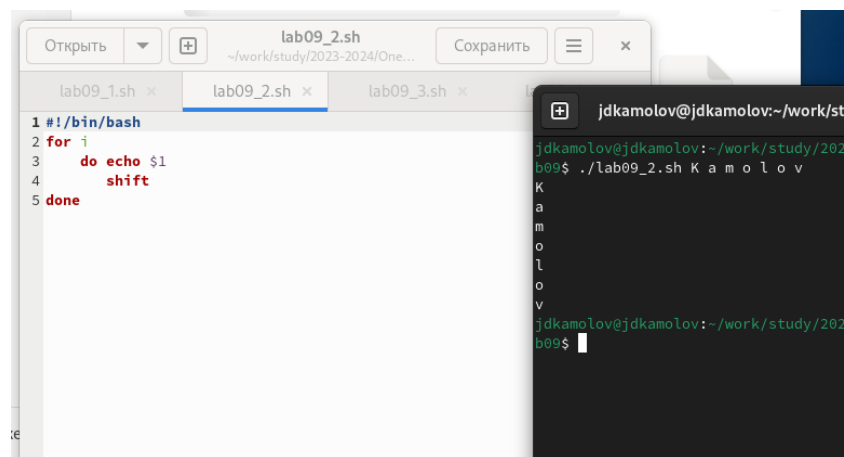 Открыть
lab09_2.sh
~/work/study/2023-2024/One...
Сохранить
lab09_1.sh ×
lab09_2.sh ×
lab09_3.sh ×
1 #!/bin/bash
2 for i
3 do echo $1
4 shift
5 done
jdkamolov@jdkamolov:~/work/st
jdkamolov@jdkamolov:~/work/study/202
b09$ ./lab09_2.sh K a m o l o v
K
a
m
o
l
o
v
jdkamolov@jdkamolov:~/work/study/202
b09$